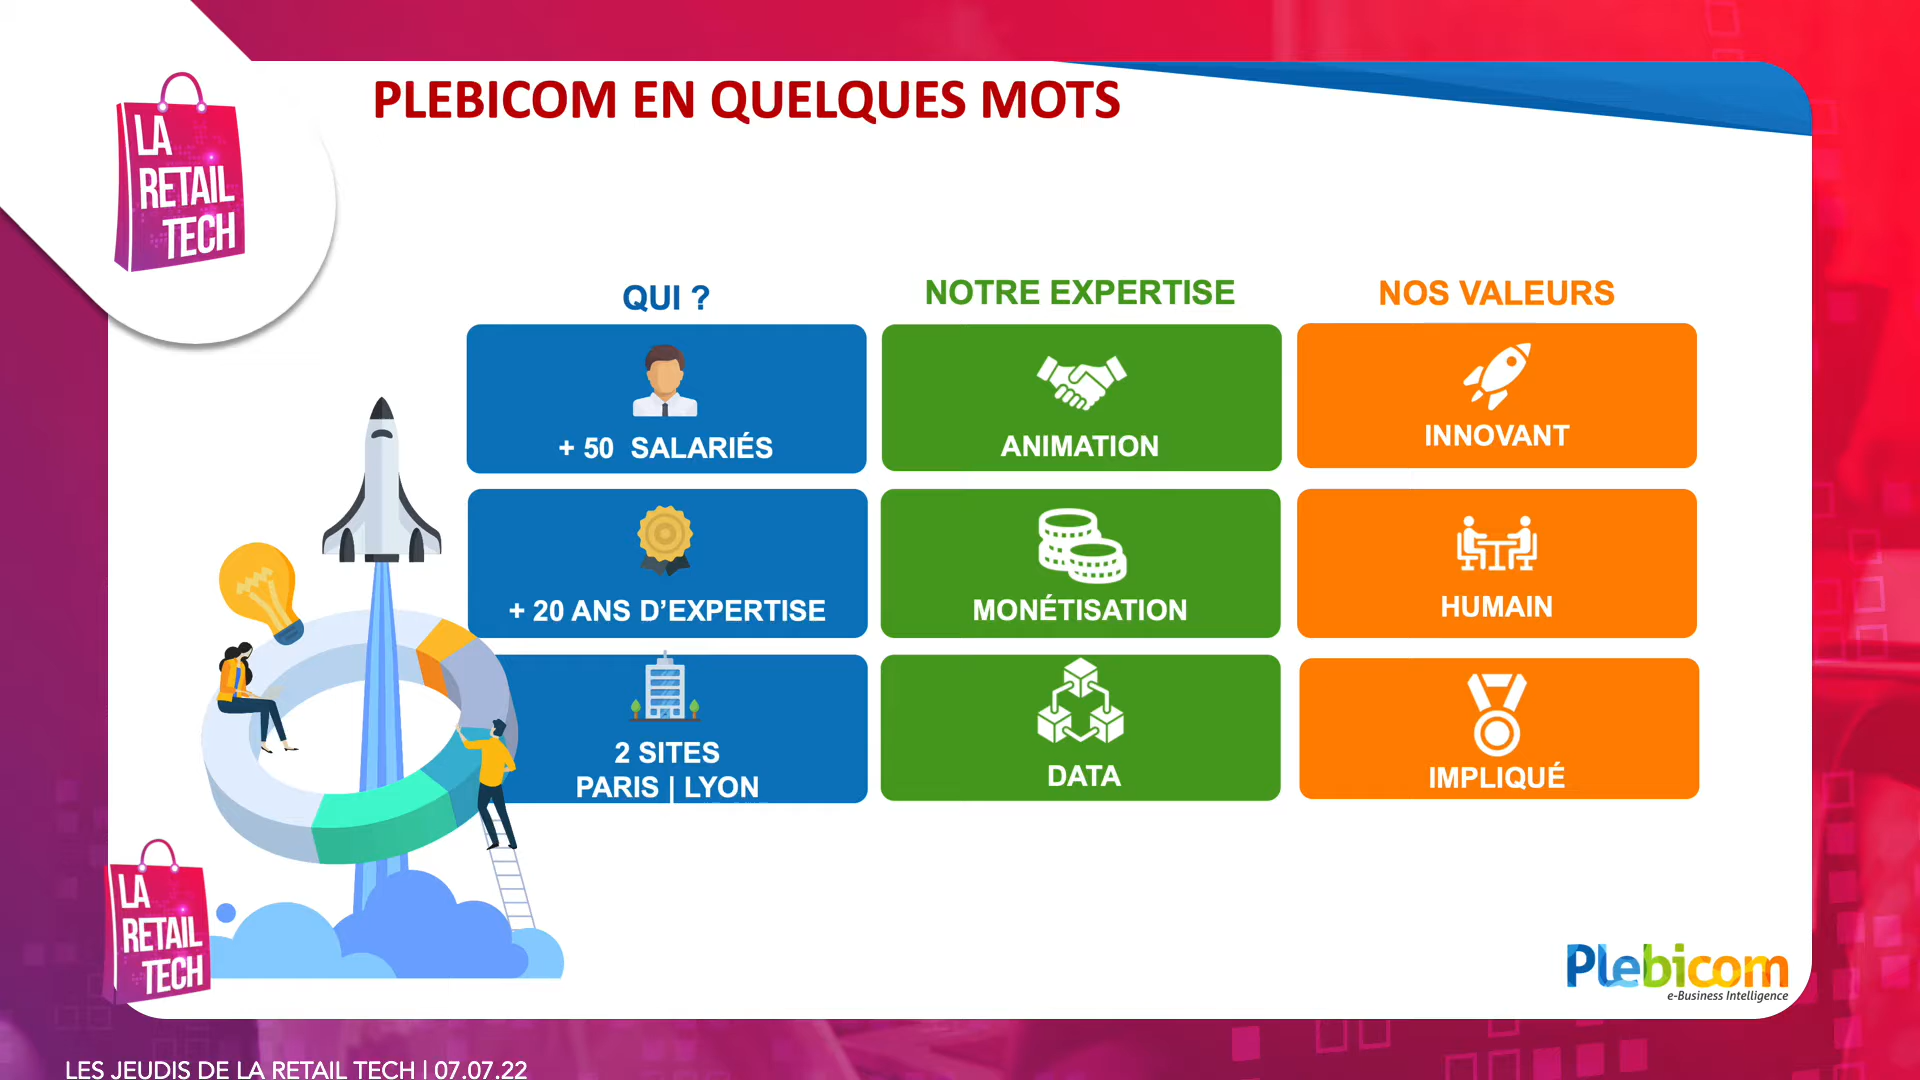 LA
RETAIL
TECH
PLEBICOM EN QUELQUES MOTS
QUI ?
+ 50 SALARIÉS
+ 20 ANS D’EXPERTISE
2 SITES
PARIS | LYON
NOTRE EXPERTISE
ANIMATION
MONÉTISATION
DATA
NOS VALEURS
INNOVANT
HUMAIN
IMPLIQUÉ
LA
RETAIL
TECH
Plebicom
e-Business Intelligence
LES JEUDIS DE LA RETAIL TECH | 07.07.22